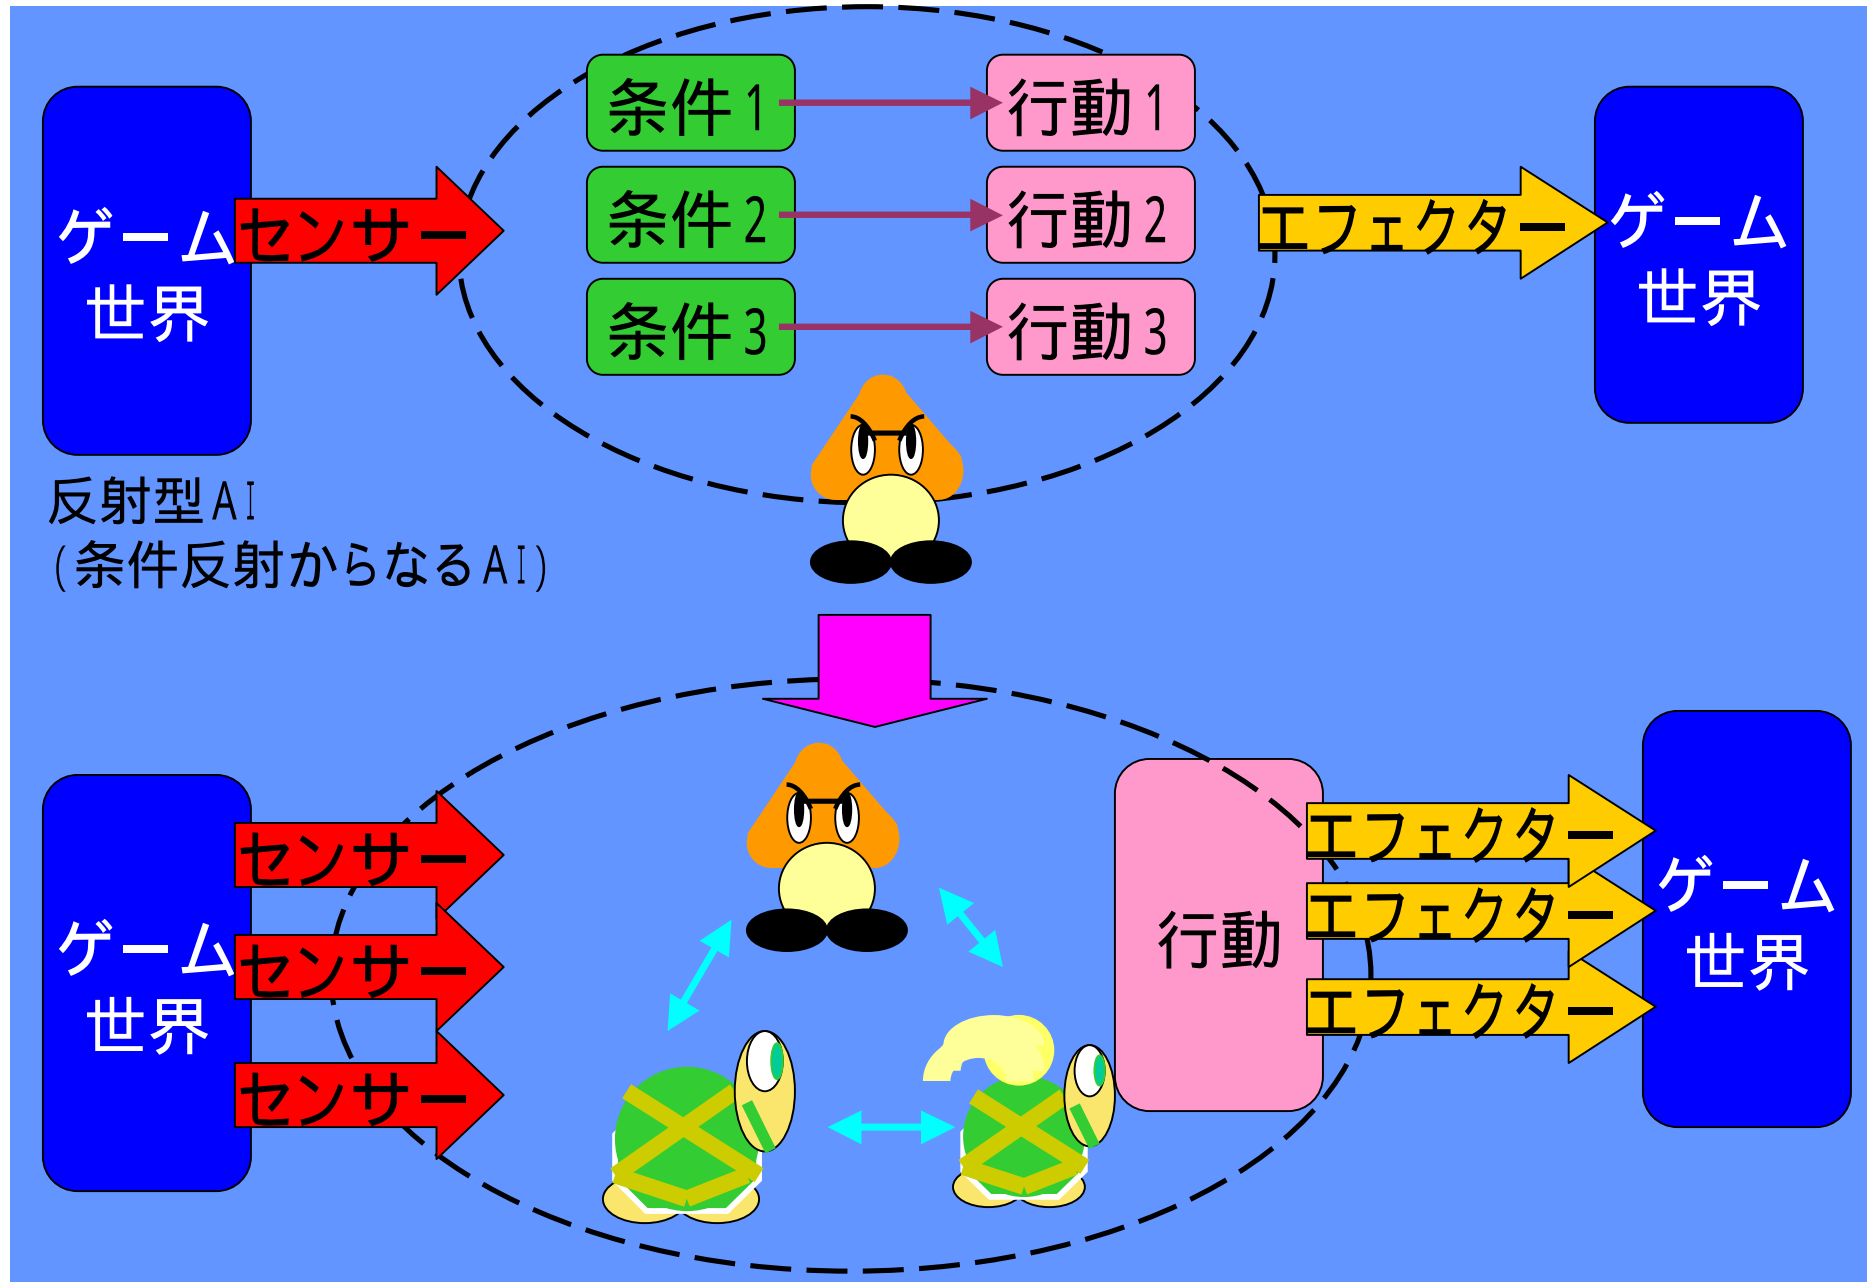 条件1
行動1
条件2
行動2
条件3
行動3
ゲーム
世界
センサー
エフェクター
ゲーム
世界
反射型AI
(条件反射からなるAI)
ゲーム
世界
センサー
センサー
センサー
行動
エフェクター
エフェクター
エフェクター
ゲーム
世界